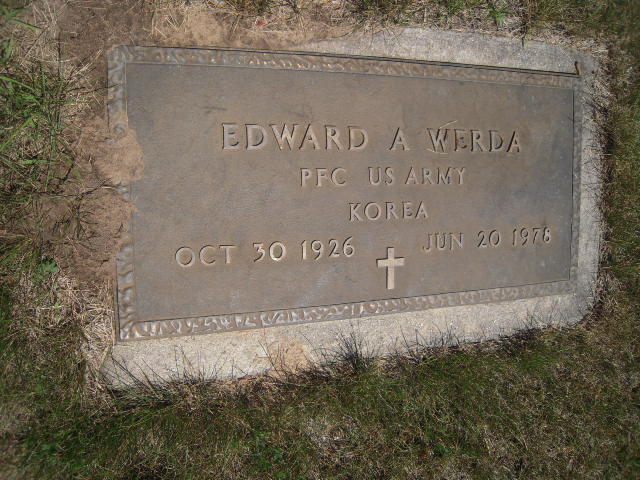 EDWARD A WERDA
PFC US ARMY
KOREA
OCT 30 1926 JUN 20 1978